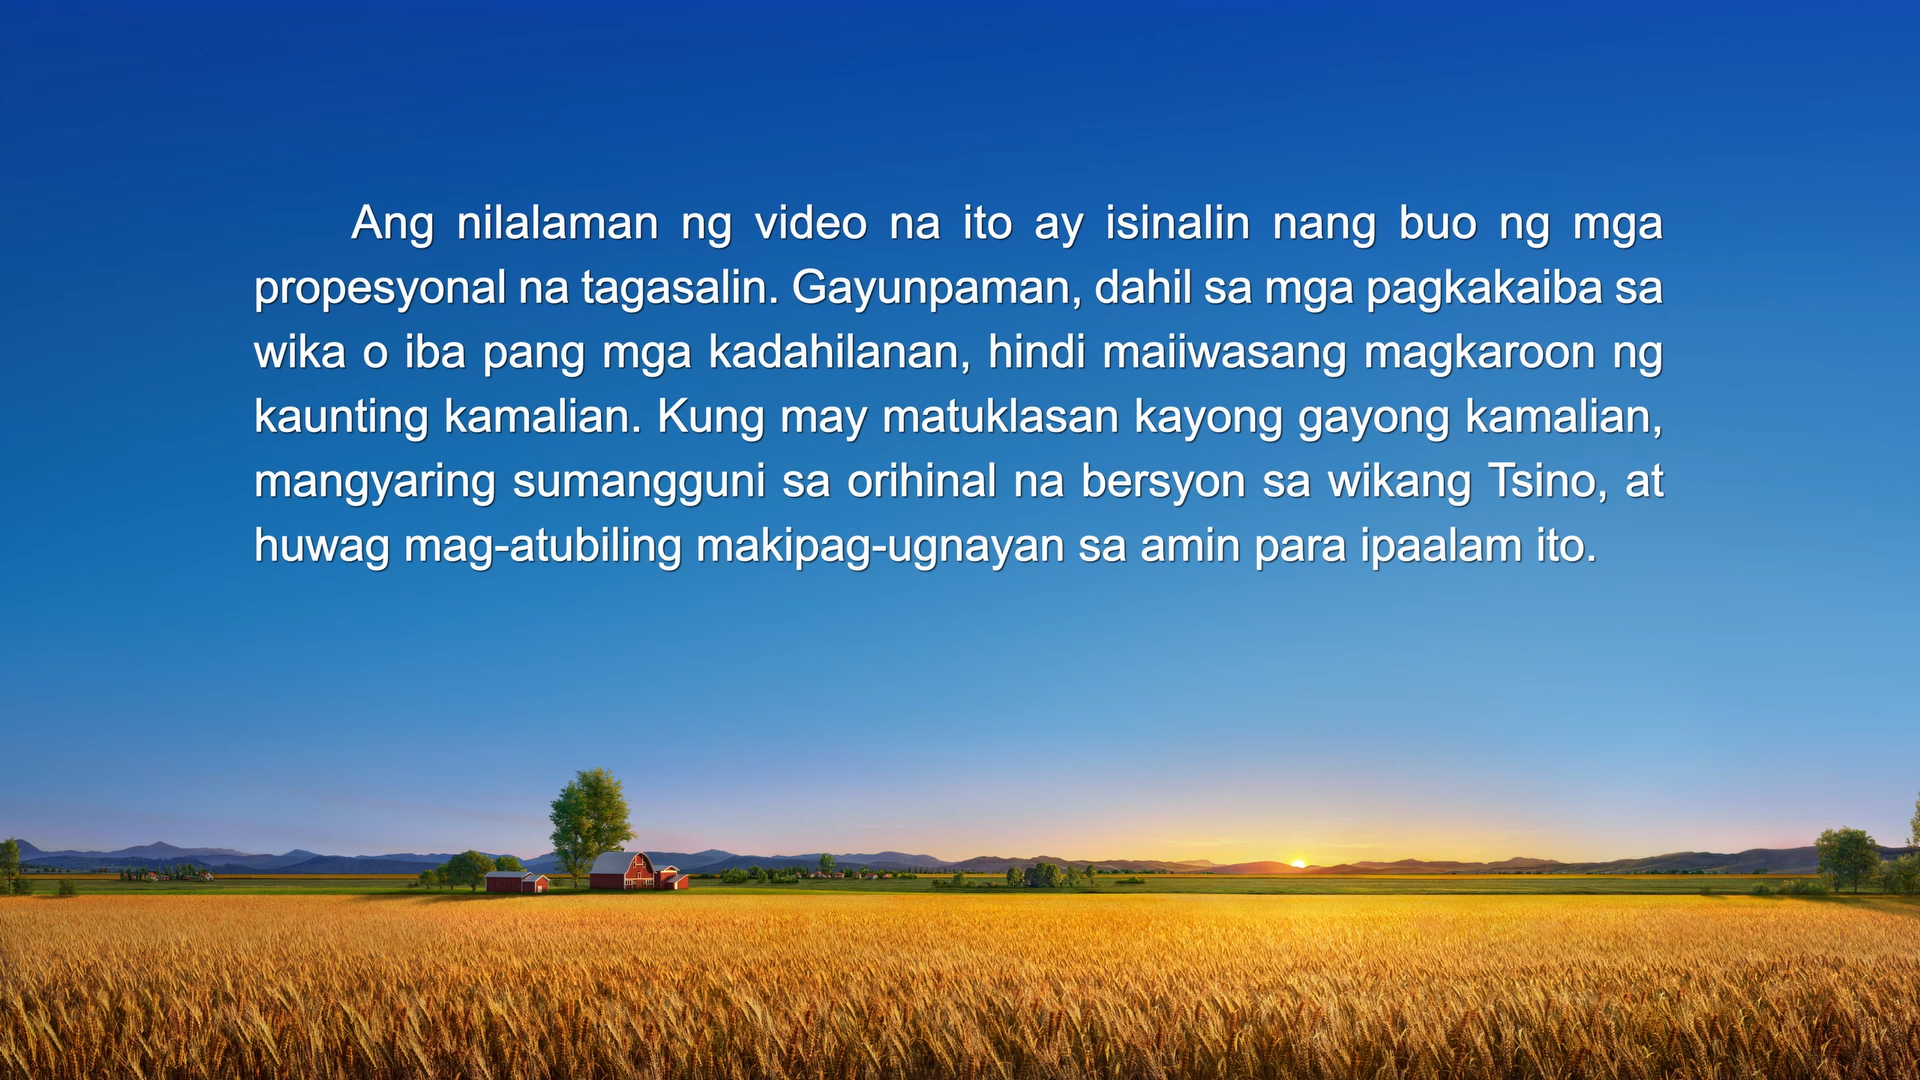 Ang nilalaman ng video na ito ay isinalin nang buo ng mga
propesyonal na tagasalin. Gayunpaman, dahil sa mga pagkakaiba sa
wika o iba pang mga kadahilanan, hindi maiiwasang magkaroon ng
kaunting kamalian. Kung may matuklasan kayong gayong kamalian,
mangyaring sumangguni sa orihinal na bersyon sa wikang Tsino, at
huwag mag-atubiling makipag-ugnayan sa amin para ipaalam ito.